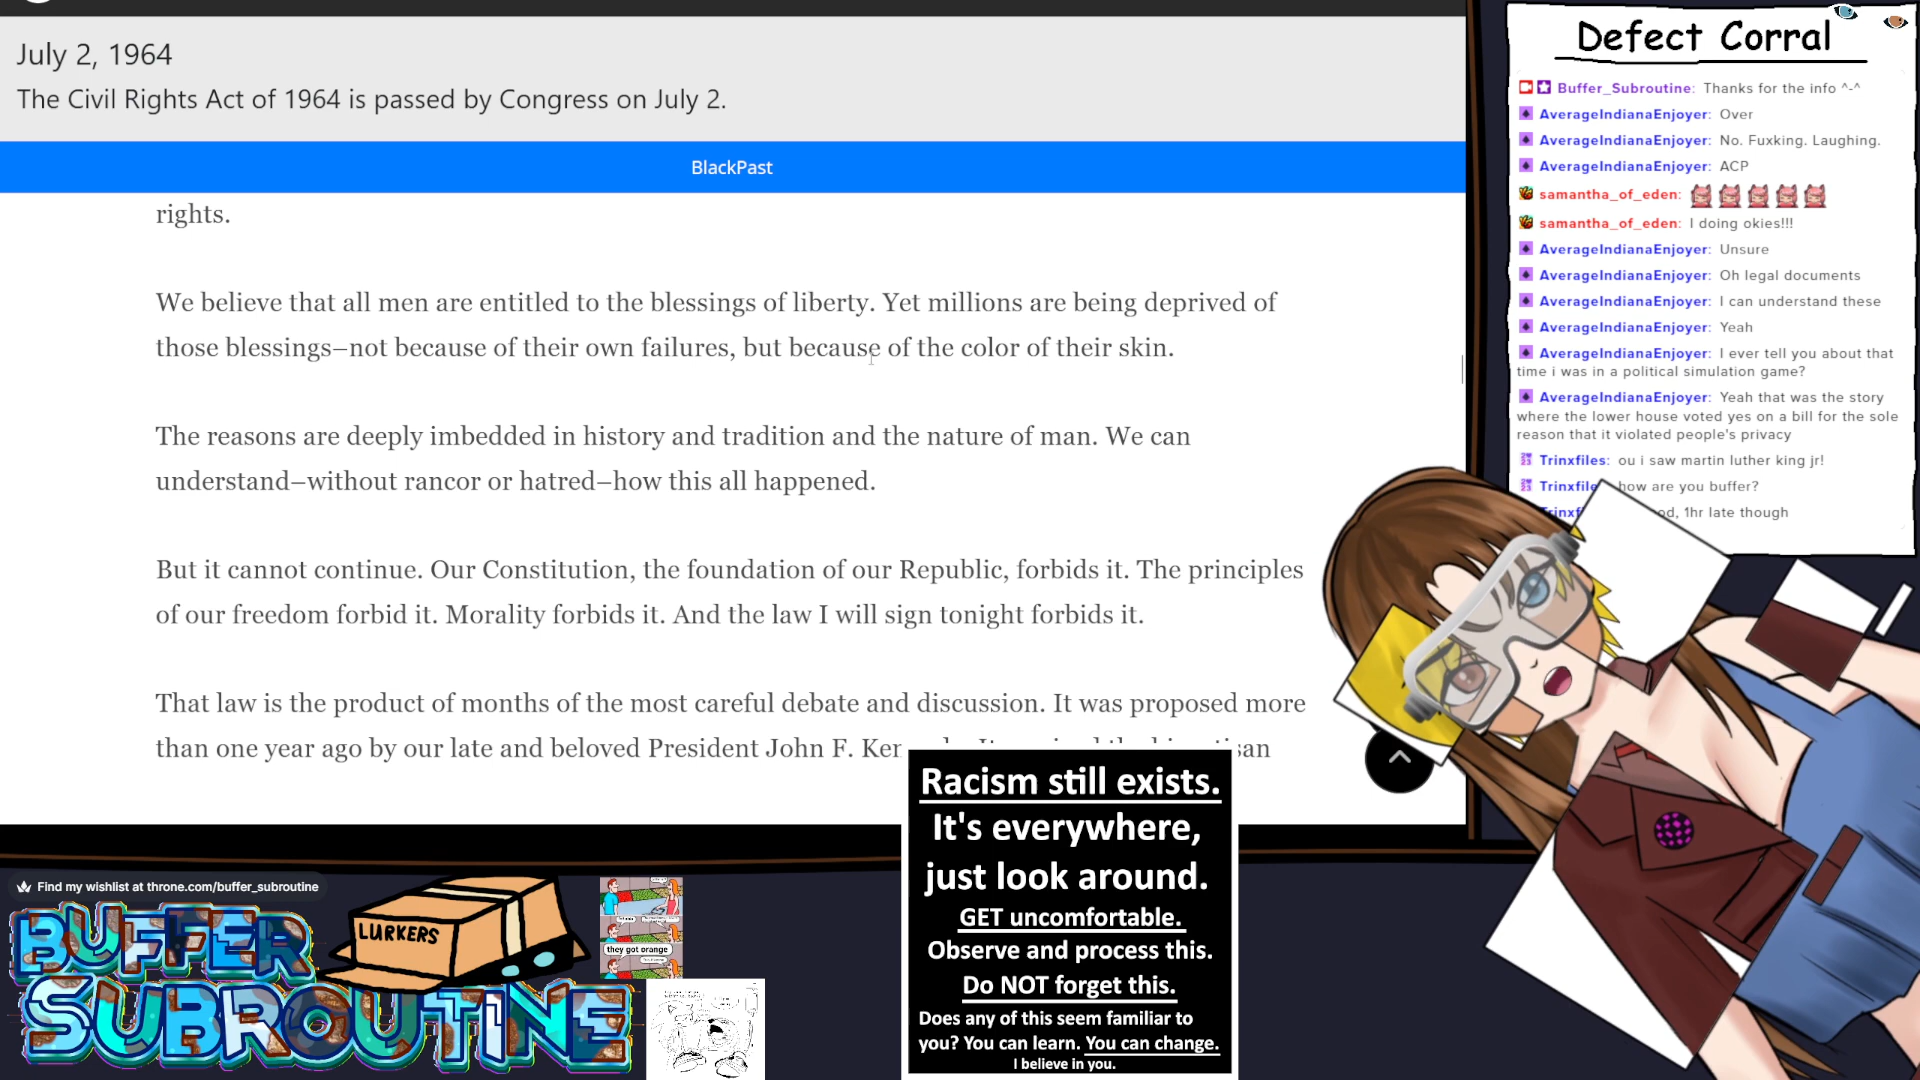 July 2, 1964
The Civil Rights Act of 1964 is passed by Congress on July 2.
BlackPast
rights.
We believe that all men are entitled to the blessings of liberty. Yet millions are being deprived of
those blessings–not because of their own failures, but because of the color of their skin.
The reasons are deeply imbedded in history and tradition and the nature of man. We can
understand–without rancor or hatred–how this all happened.
But it cannot continue. Our Constitution, the foundation of our Republic, forbids it. The principles
of our freedom forbid it. Morality forbids it. And the law I will sign tonight forbids it.
That law is the product of months of the most careful debate and discussion. It was proposed more
than one year ago by our late and beloved President John F.
Defect Corral
Buffer_Subroutine: Thanks for the info ^-^
AverageIndianaEnjoyer: Over
AverageIndianaEnjoyer: No. Fuxking. Laughing.
AverageIndianaEnjoyer: ACP
samantha_of_eden:
samantha_of_eden: I doing okies!!!
AverageIndianaEnjoyer: Unsure
AverageIndianaEnjoyer: Oh legal documents
AverageIndianaEnjoyer: I can understand these
AverageIndianaEnjoyer: Yeah
AverageIndianaEnjoyer: I ever tell you about that
time i was in a political simulation game?
AverageIndianaEnjoyer: Yeah that was the story
where the lower house voted yes on a bill for the sole
reason that it violated people's privacy
Trinxfiles: ou i saw martin luther king jr!
how are you buffer?
1hr late though
Racism still exists.
It's everywhere,
just look around.
GET uncomfortable.
Observe and process this.
Do NOT forget this.
Does any of this seem familiar to
you? You can learn. You can change.
I believe in you.
Find my wishlist at throne.com/buffer_subroutine
BUFFER
SUBROUTINE
LURKERS
they got orange